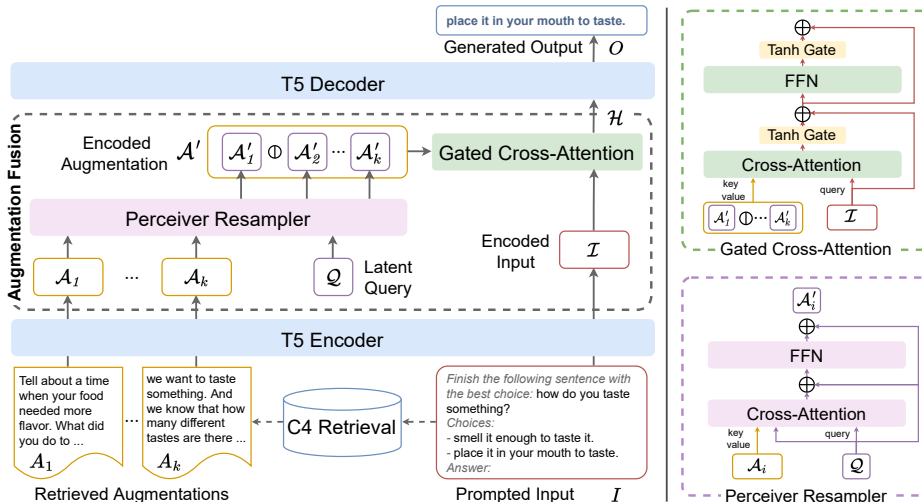 place it in your mouth to taste.
Generated Output O
T5 Decoder
H
Augmentation Fusion
Encoded
Augmentation
A′
A′1 ⦶ A′2 ··· A′k
Gated Cross-Attention
Perceiver Resampler
Encoded
Input
I
A1 ... Ak
Q
Latent
Query
T5 Encoder
Tell about a time
when your food
needed more
flavor. What did
you do to ...
A1
...
we want to taste
something. And
we know that how
many different
tastes are there ...
Ak
C4 Retrieval
Finish the following sentence with
the best choice: how do you taste
something?
Choices:
- smell it enough to taste it.
- place it in your mouth to taste.
Answer:
Retrieved Augmentations
Prompted Input I
Tanh Gate
FFN
Tanh Gate
Cross-Attention
key
value
query
A′1 ⦶ ··· A′k
I
Gated Cross-Attention
A′i
FFN
Cross-Attention
key
value
query
Ai
Q
Perceiver Resampler